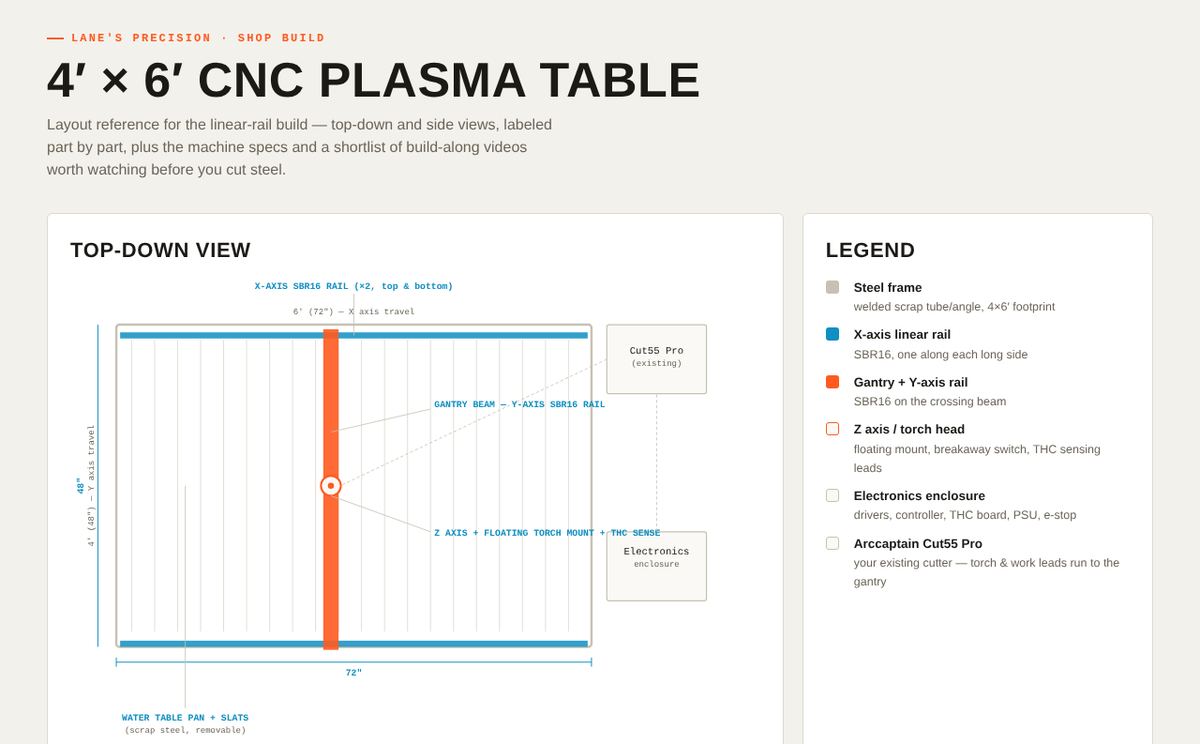 LANE'S PRECISION · SHOP BUILD
4′ × 6′ CNC PLASMA TABLE
Layout reference for the linear-rail build — top-down and side views, labeled
part by part, plus the machine specs and a shortlist of build-along videos
worth watching before you cut steel.
TOP-DOWN VIEW
X-AXIS SBR16 RAIL (×2, top & bottom)
6' (72") — X axis travel
Cut55 Pro
(existing)
GANTRY BEAM — Y-AXIS SBR16 RAIL
48"
4' (48") — Y axis travel
Z AXIS + FLOATING TORCH MOUNT + THC SENSE
Electronics
enclosure
72"
WATER TABLE PAN + SLATS
(scrap steel, removable)
LEGEND
Steel frame
welded scrap tube/angle, 4×6′ footprint
X-axis linear rail
SBR16, one along each long side
Gantry + Y-axis rail
SBR16 on the crossing beam
Z axis / torch head
floating mount, breakaway switch, THC sensing
leads
Electronics enclosure
drivers, controller, THC board, PSU, e-stop
Arccaptain Cut55 Pro
your existing cutter — torch & work leads run to the
gantry